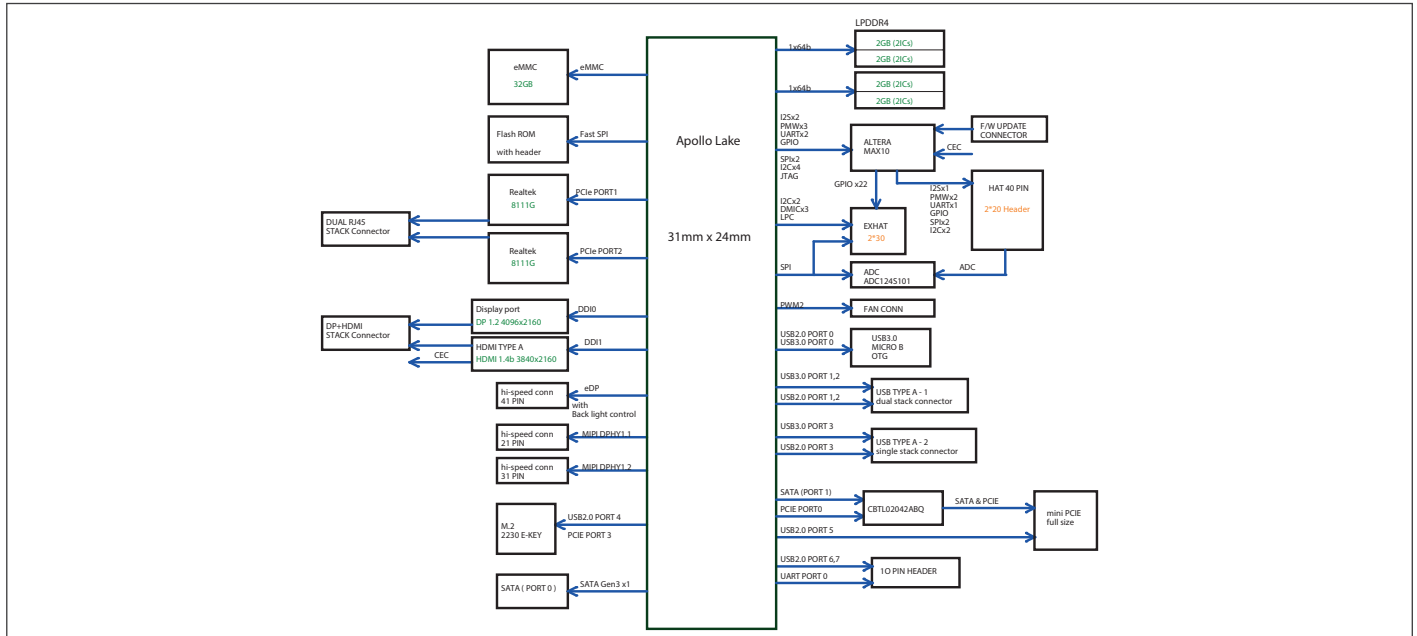 LPDDR4
1x64b
2GB (2ICs)
2GB (2ICs)
1x64b
2GB (2ICs)
2GB (2ICs)
eMMC
32GB
eMMC
Flash ROM
with header
Fast SPI
Apollo Lake
31mm x 24mm
I2Sx2
PMWx3
UARTx2
GPIO
SPIx2
I2Cx4
JTAG
ALTERA
MAX10
F/W UPDATE
CONNECTOR
CEC
GPIO x22
I2Sx1
PMWx2
UARTx1
GPIO
SPIx2
I2Cx2
HAT 40 PIN
2*20 Header
Realtek
8111G
PCIe PORT1
DUAL RJ45
STACK Connector
Realtek
8111G
PCIe PORT2
I2Cx2
DMICx3
LPC
EXHAT
2*30
SPI
ADC
ADC124S101
ADC
Display port
DP 1.2 4096x2160
DDI0
DP+HDMI
STACK Connector
HDMI TYPE A
HDMI 1.4b 3840x2160
DDI1
CEC
PWM2
FAN CONN
USB2.0 PORT 0
USB3.0 PORT 0
USB3.0
MICRO B
OTG
hi-speed conn
41 PIN
eDP
with
Back light control
USB3.0 PORT 1,2
USB2.0 PORT 1,2
USB TYPE A - 1
dual stack connector
hi-speed conn
21 PIN
MIPI DPHY1.1
hi-speed conn
31 PIN
MIPI DPHY1.2
USB3.0 PORT 3
USB2.0 PORT 3
USB TYPE A - 2
single stack connector
M.2
2230 E-KEY
USB2.0 PORT 4
PCIE PORT 3
SATA (PORT 1)
PCIE PORT0
CBTL02042ABQ
SATA & PCIE
USB2.0 PORT 5
mini PCIE
full size
SATA ( PORT 0 )
SATA Gen3 x1
USB2.0 PORT 6,7
UART PORT 0
1O PIN HEADER